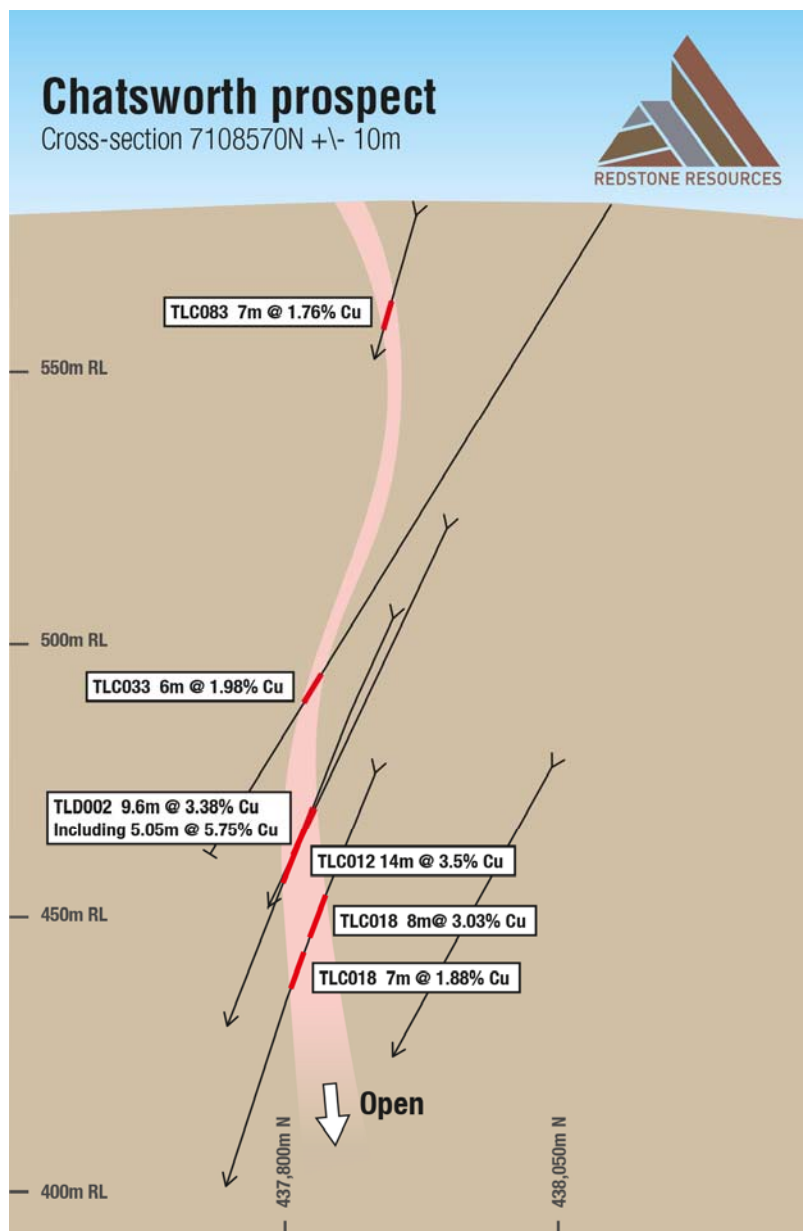 Chatsworth prospect
Cross-section 7108570N +\- 10m
REDSTONE RESOURCES
TLC083 7m @ 1.76% Cu
550m RL
500m RL
TLC033 6m @ 1.98% Cu
TLD002 9.6m @ 3.38% Cu
Including 5.05m @ 5.75% Cu
TLC012 14m @ 3.5% Cu
450m RL
TLC018 8m@ 3.03% Cu
TLC018 7m @ 1.88% Cu
Open
437,800m N
438,050m N
400m RL